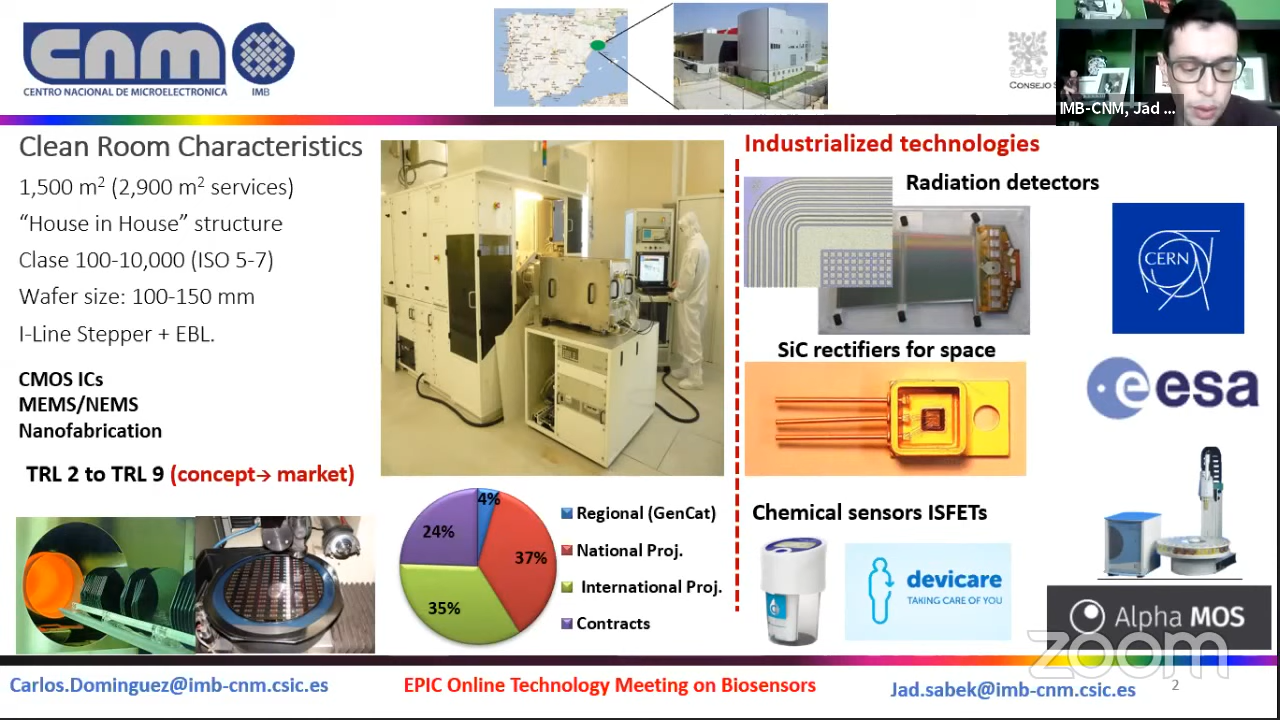 cnm
CENTRO NACIONAL DE MICROELECTRÓNICA
IMB
CONSEJO S
IMB-CNM, Jad ...
Clean Room Characteristics
1,500 m² (2,900 m² services)
“House in House” structure
Clase 100-10,000 (ISO 5-7)
Wafer size: 100-150 mm
I-Line Stepper + EBL.
CMOS ICs
MEMS/NEMS
Nanofabrication
TRL 2 to TRL 9 (concept→ market)
4%
37%
35%
24%
Regional (GenCat)
National Proj.
International Proj.
Contracts
Industrialized technologies
Radiation detectors
CERN
SiC rectifiers for space
esa
Chemical sensors ISFETs
devicare
TAKING CARE OF YOU
Alpha MOS
zoom
Carlos.Dominguez@imb-cnm.csic.es
EPIC Online Technology Meeting on Biosensors
Jad.sabek@imb-cnm.csic.es
2